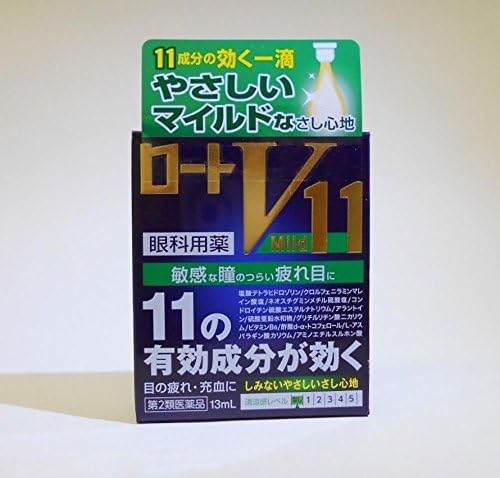 11成分の効く一滴
やさしい
マイルドなさし心地
ロートV11
Mild
眼科用薬
敏感な瞳のつらい疲れ目に
11の
有効成分が効く
塩酸テトラヒドロゾリン/クロルフェニラミンマレ
イン酸塩/ネオスチグミンメチル硫酸塩/コン
ドロイチン硫酸エステルナトリウム/アラントイ
ン/硫酸亜鉛水和物/グリチルリチン酸二カリウ
ム/ビタミンB6/酢酸d-α-トコフェロール/L-アス
パラギン酸カリウム/アミノエチルスルホン酸
目の疲れ・充血に しみないやさしいさし心地
第2類医薬品 13mL 清涼感レベル 1 2 3 4 5